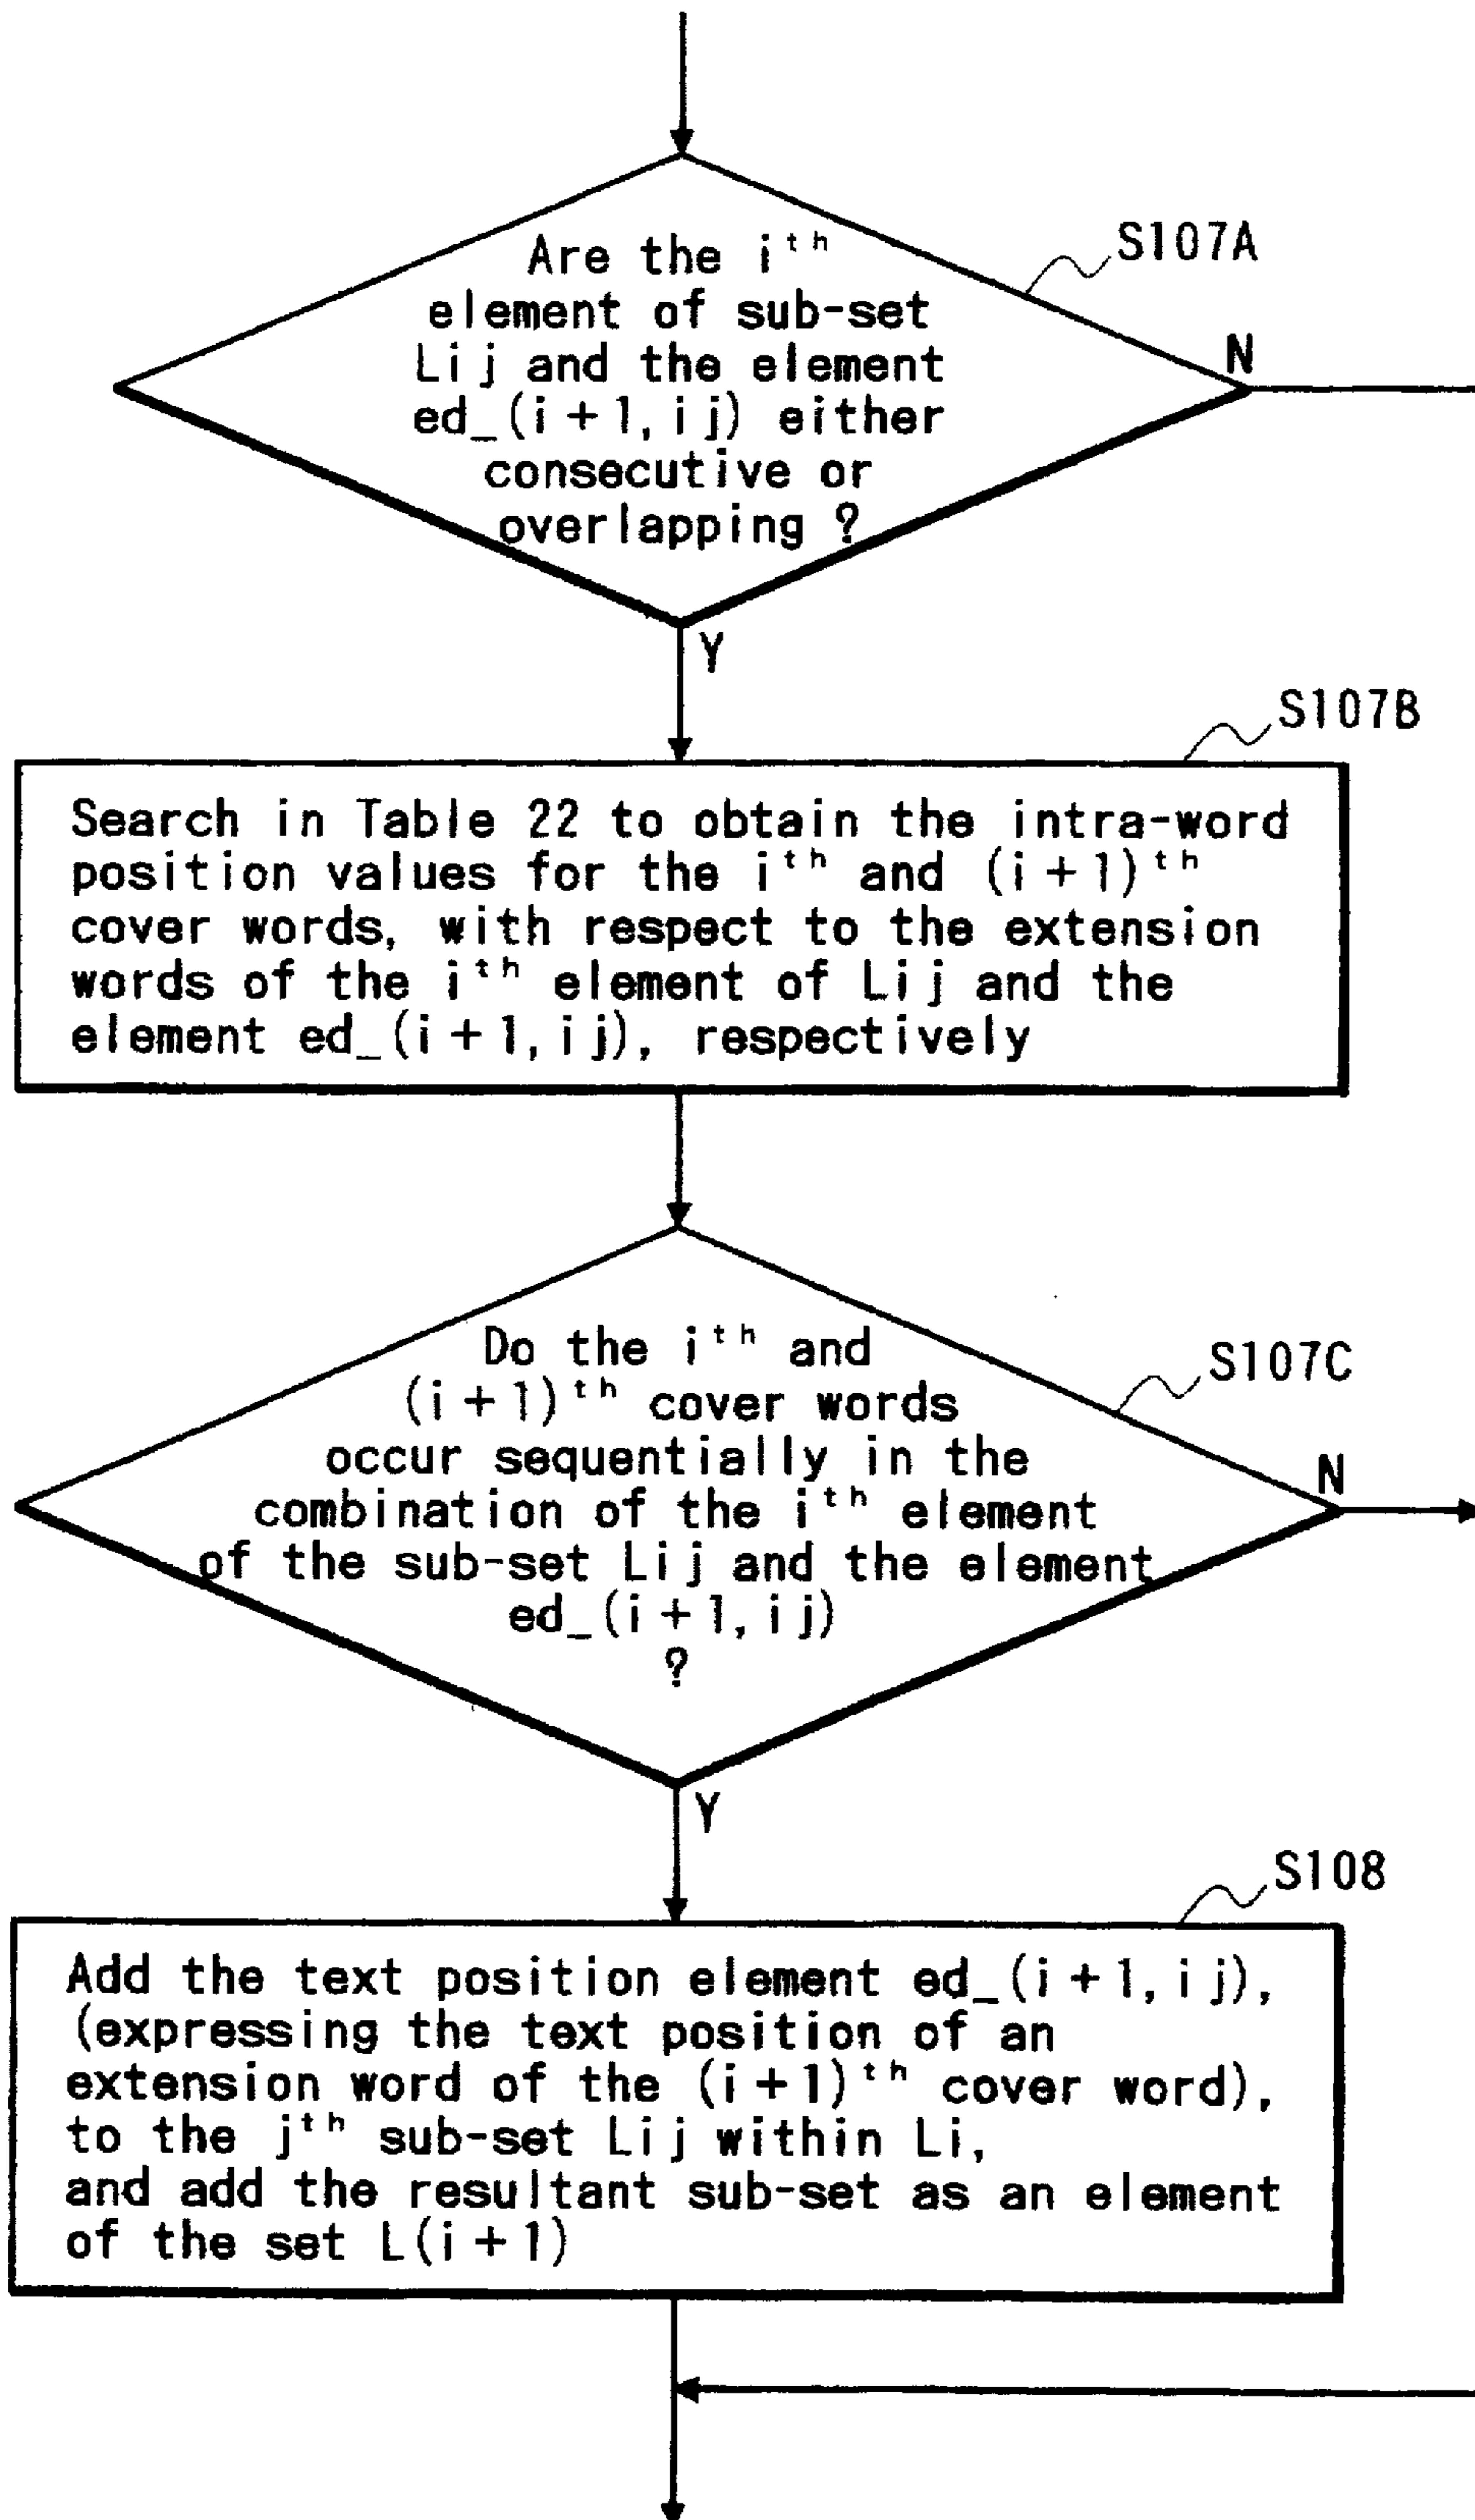 Are the i^th
S107A
element of sub-set
Lij and the element
N
ed_(i+1,ij) either
consecutive or
overlapping ?
Y
S107B
Search in Table 22 to obtain the intra-word
position values for the i^th and (i+1)^th
cover words, with respect to the extension
words of the i^th element of Lij and the
element ed_(i+1,ij), respectively
Do the i^th and
S107C
(i+1)^th cover words
occur sequentially in the
N
combination of the i^th element
of the sub-set Lij and the element
ed_(i+1,ij)
?
Y
S108
Add the text position element ed_(i+1,ij),
(expressing the text position of an
extension word of the (i+1)^th cover word),
to the j^th sub-set Lij within Li,
and add the resultant sub-set as an element
of the set L(i+1)